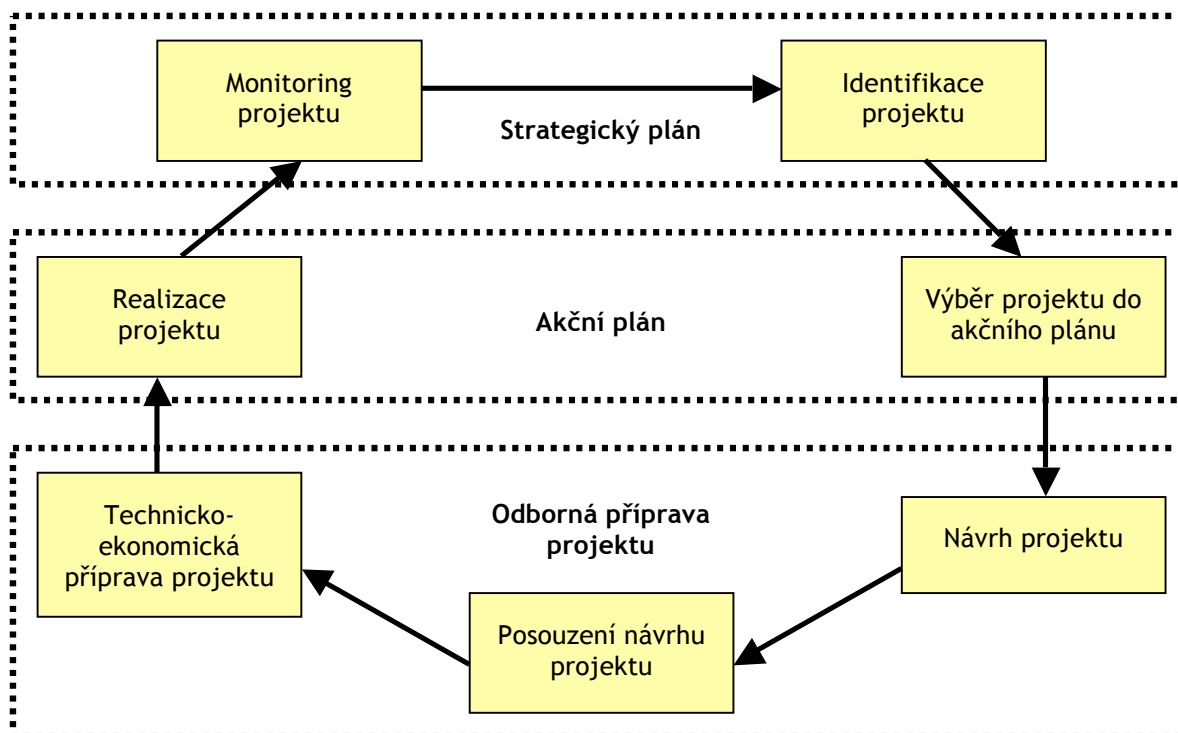 Monitoring
projektu
Identifikace
projektu
Strategický plán
Realizace
projektu
Akční plán
Výběr projektu do
akčního plánu
Technicko-
ekonomická
příprava projektu
Odborná příprava
projektu
Návrh projektu
Posouzení návrhu
projektu